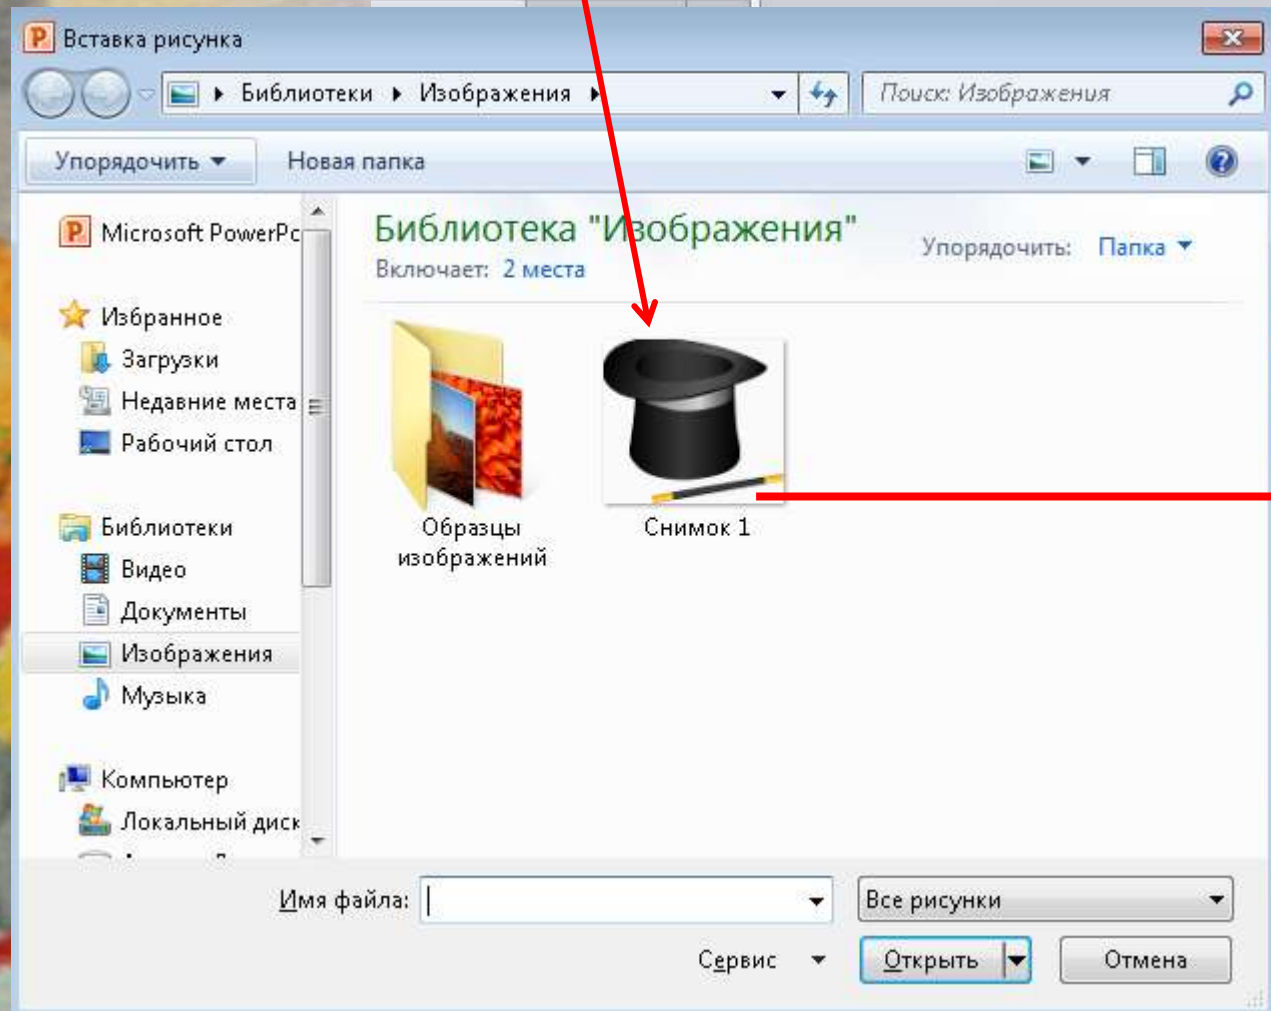 Вставка рисунка
Библиотеки Изображения
Поиск: Изображения
Упорядочить Новая папка
Microsoft PowerPo
Избранное
Загрузки
Недавние места
Рабочий стол
Библиотеки
Видео
Документы
Изображения
Музыка
Компьютер
Локальный диск
Библиотека "Изображения"
Включает: 2 места
Упорядочить: Папка
Образцы
изображений
Снимок 1
Имя файла:
Все рисунки
Сервис Открыть Отмена